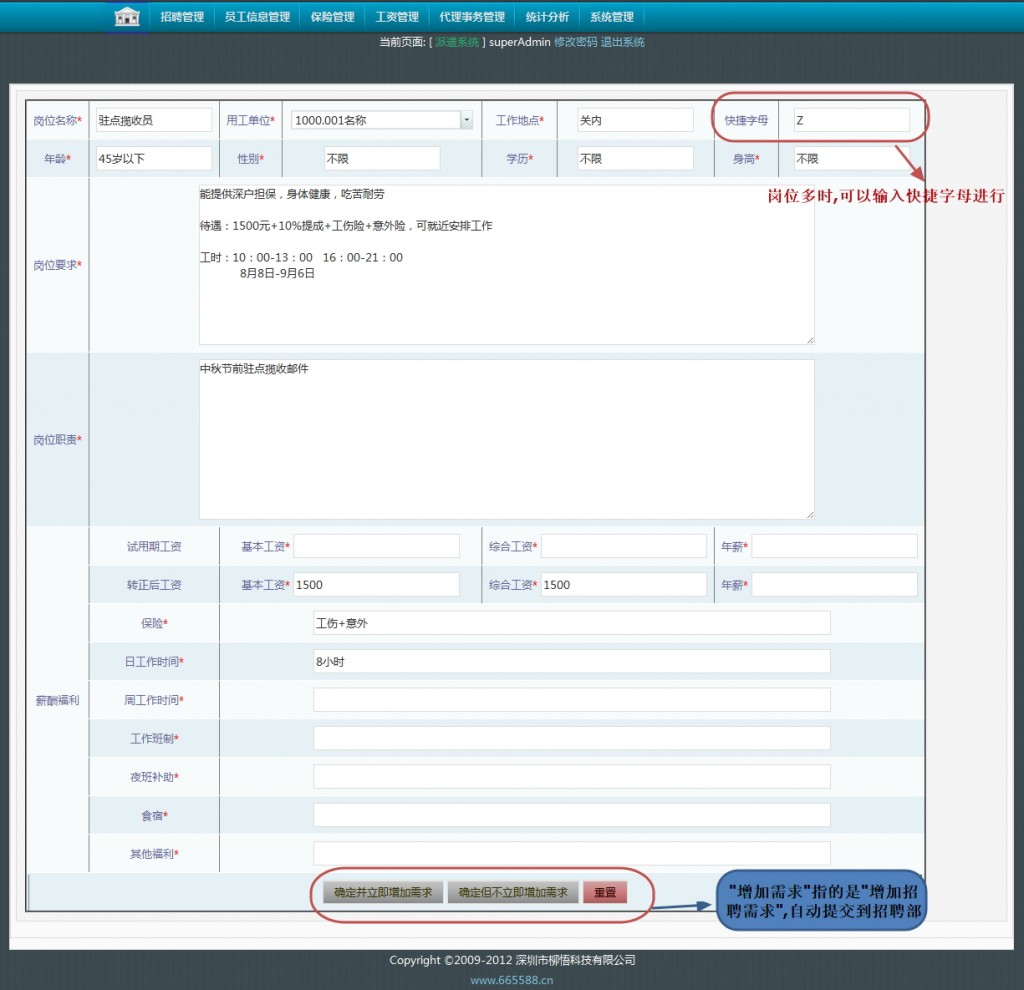 招聘管理 员工信息管理 保险管理 工资管理 代理事务管理 统计分析 系统管理
当前页面: [ 派遣系统 ] superAdmin 修改密码 退出系统
岗位名称* 驻点揽收员 用工单位* 1000.001名称 工作地点* 关内 快捷字母 Z
年龄* 45岁以下 性别* 不限 学历* 不限 身高* 不限
岗位多时,可以输入快捷字母进行
岗位要求*
能提供深户担保，身体健康，吃苦耐劳
待遇：1500元+10%提成+工伤险+意外险，可就近安排工作
工时：10：00-13：00 16：00-21：00
8月8日-9月6日
岗位职责*
中秋节前驻点揽收邮件
薪酬福利
试用期工资 基本工资* 综合工资* 年薪*
转正后工资 基本工资* 1500 综合工资* 1500 年薪*
保险* 工伤+意外
日工作时间* 8小时
周工作时间*
工作班制*
夜班补助*
食宿*
其他福利*
确定并立即增加需求 确定但不立即增加需求 重置
"增加需求"指的是"增加招
聘需求",自动提交到招聘部
Copyright ©2009-2012 深圳市柳悟科技有限公司
www.665588.cn